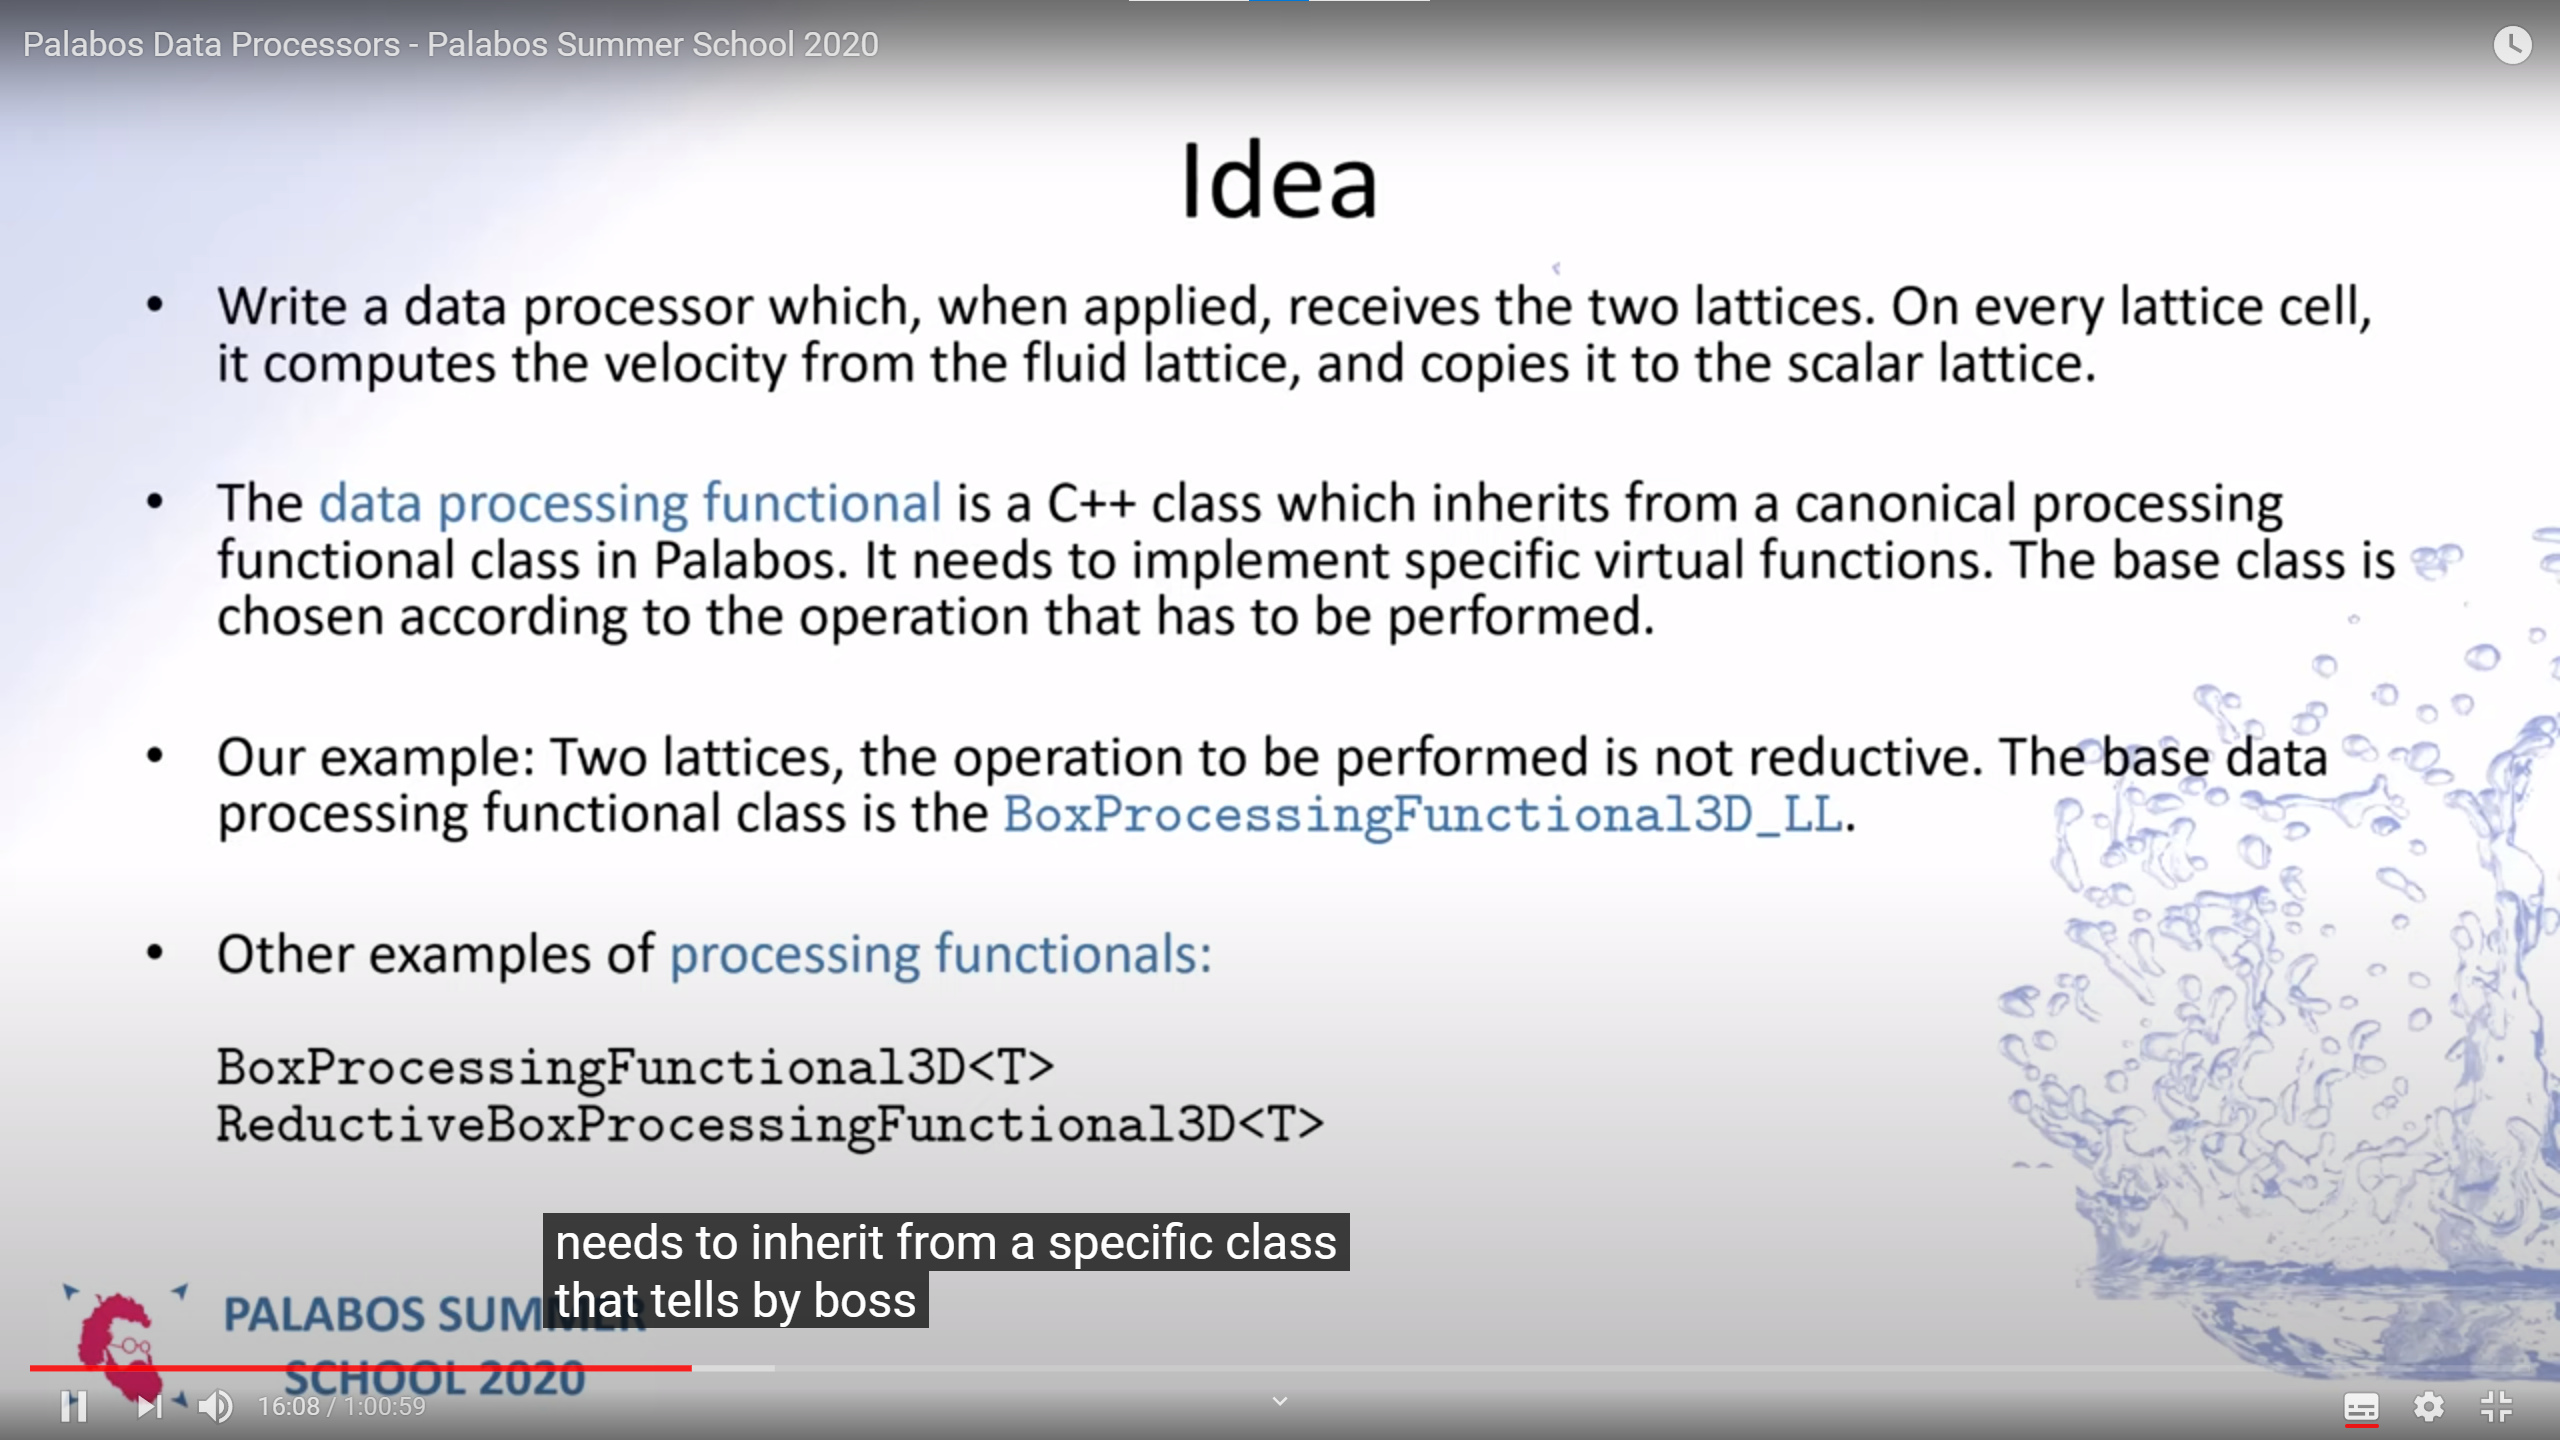 Palabos Data Processors - Palabos Summer School 2020
Idea
• Write a data processor which, when applied, receives the two lattices. On every lattice cell,
it computes the velocity from the fluid lattice, and copies it to the scalar lattice.
• The data processing functional is a C++ class which inherits from a canonical processing
functional class in Palabos. It needs to implement specific virtual functions. The base class is
chosen according to the operation that has to be performed.
• Our example: Two lattices, the operation to be performed is not reductive. The base data
processing functional class is the BoxProcessingFunctional3D_LL.
• Other examples of processing functionals:
BoxProcessingFunctional3D<T>
ReductiveBoxProcessingFunctional3D<T>
needs to inherit from a specific class
that tells by boss
PALABOS SUMMER
SCHOOL 2020
16:08 / 1:00:59